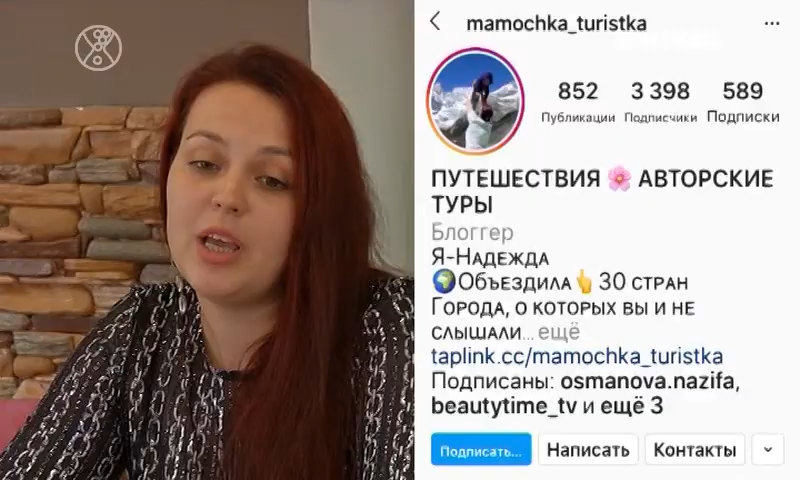 mamochka_turistka
852 3 398 589
Публикации Подписчики Подписки
ПУТЕШЕСТВИЯ 🌸 АВТОРСКИЕ
ТУРЫ
Блоггер
Я-Надежда
🌍Объездила👆30 стран
Города, о которых вы и не
слышали... ещё
taplink.cc/mamochka_turistka
Подписаны: osmanova.nazifa,
beautytime_tv и ещё 3
Подписать... Написать Контакты